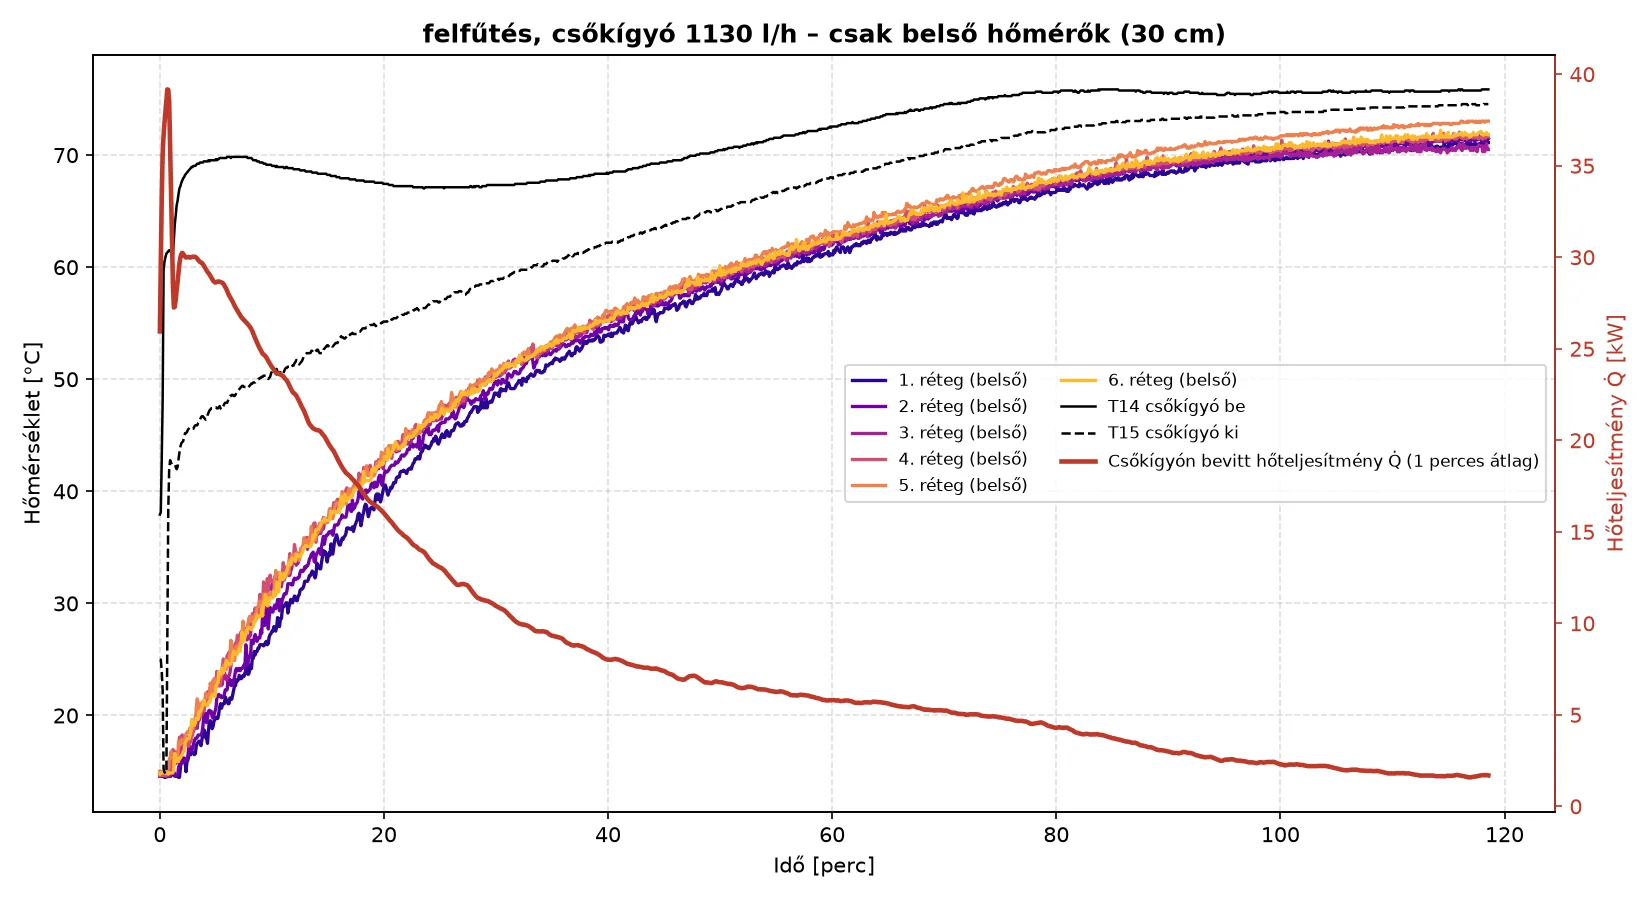 felfűtés, csőkígyó 1130 l/h – csak belső hőmérők (30 cm)
Hőmérséklet [°C]
70
60
50
40
30
20
40
35
30
25
20
15
10
5
0
Hőteljesítmény Q̇ [kW]
1. réteg (belső)
2. réteg (belső)
3. réteg (belső)
4. réteg (belső)
5. réteg (belső)
6. réteg (belső)
T14 csőkígyó be
T15 csőkígyó ki
Csőkígyón bevitt hőteljesítmény Q̇ (1 perces átlag)
0 20 40 60 80 100 120
Idő [perc]